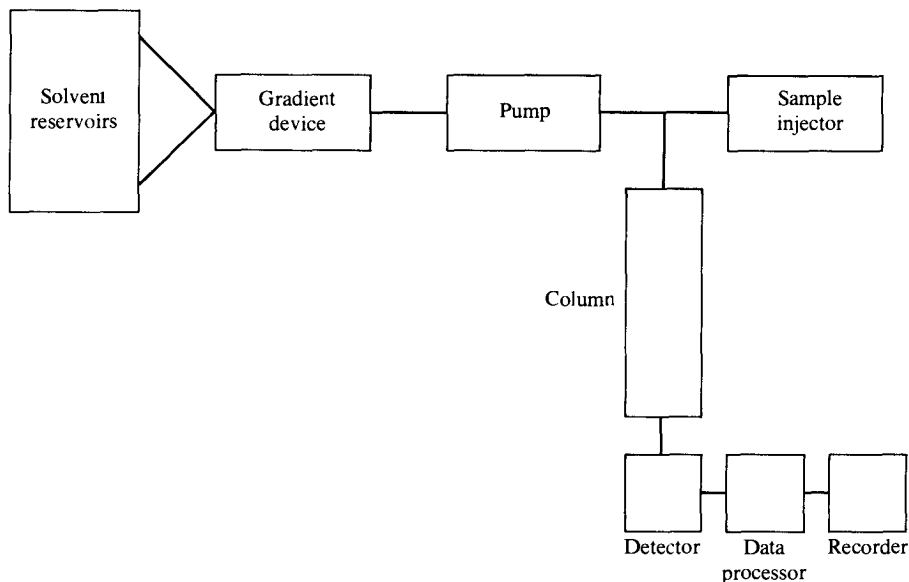 Solvent
reservoirs
Gradient
device
Pump
Sample
injector
Column
Detector
Data
processor
Recorder